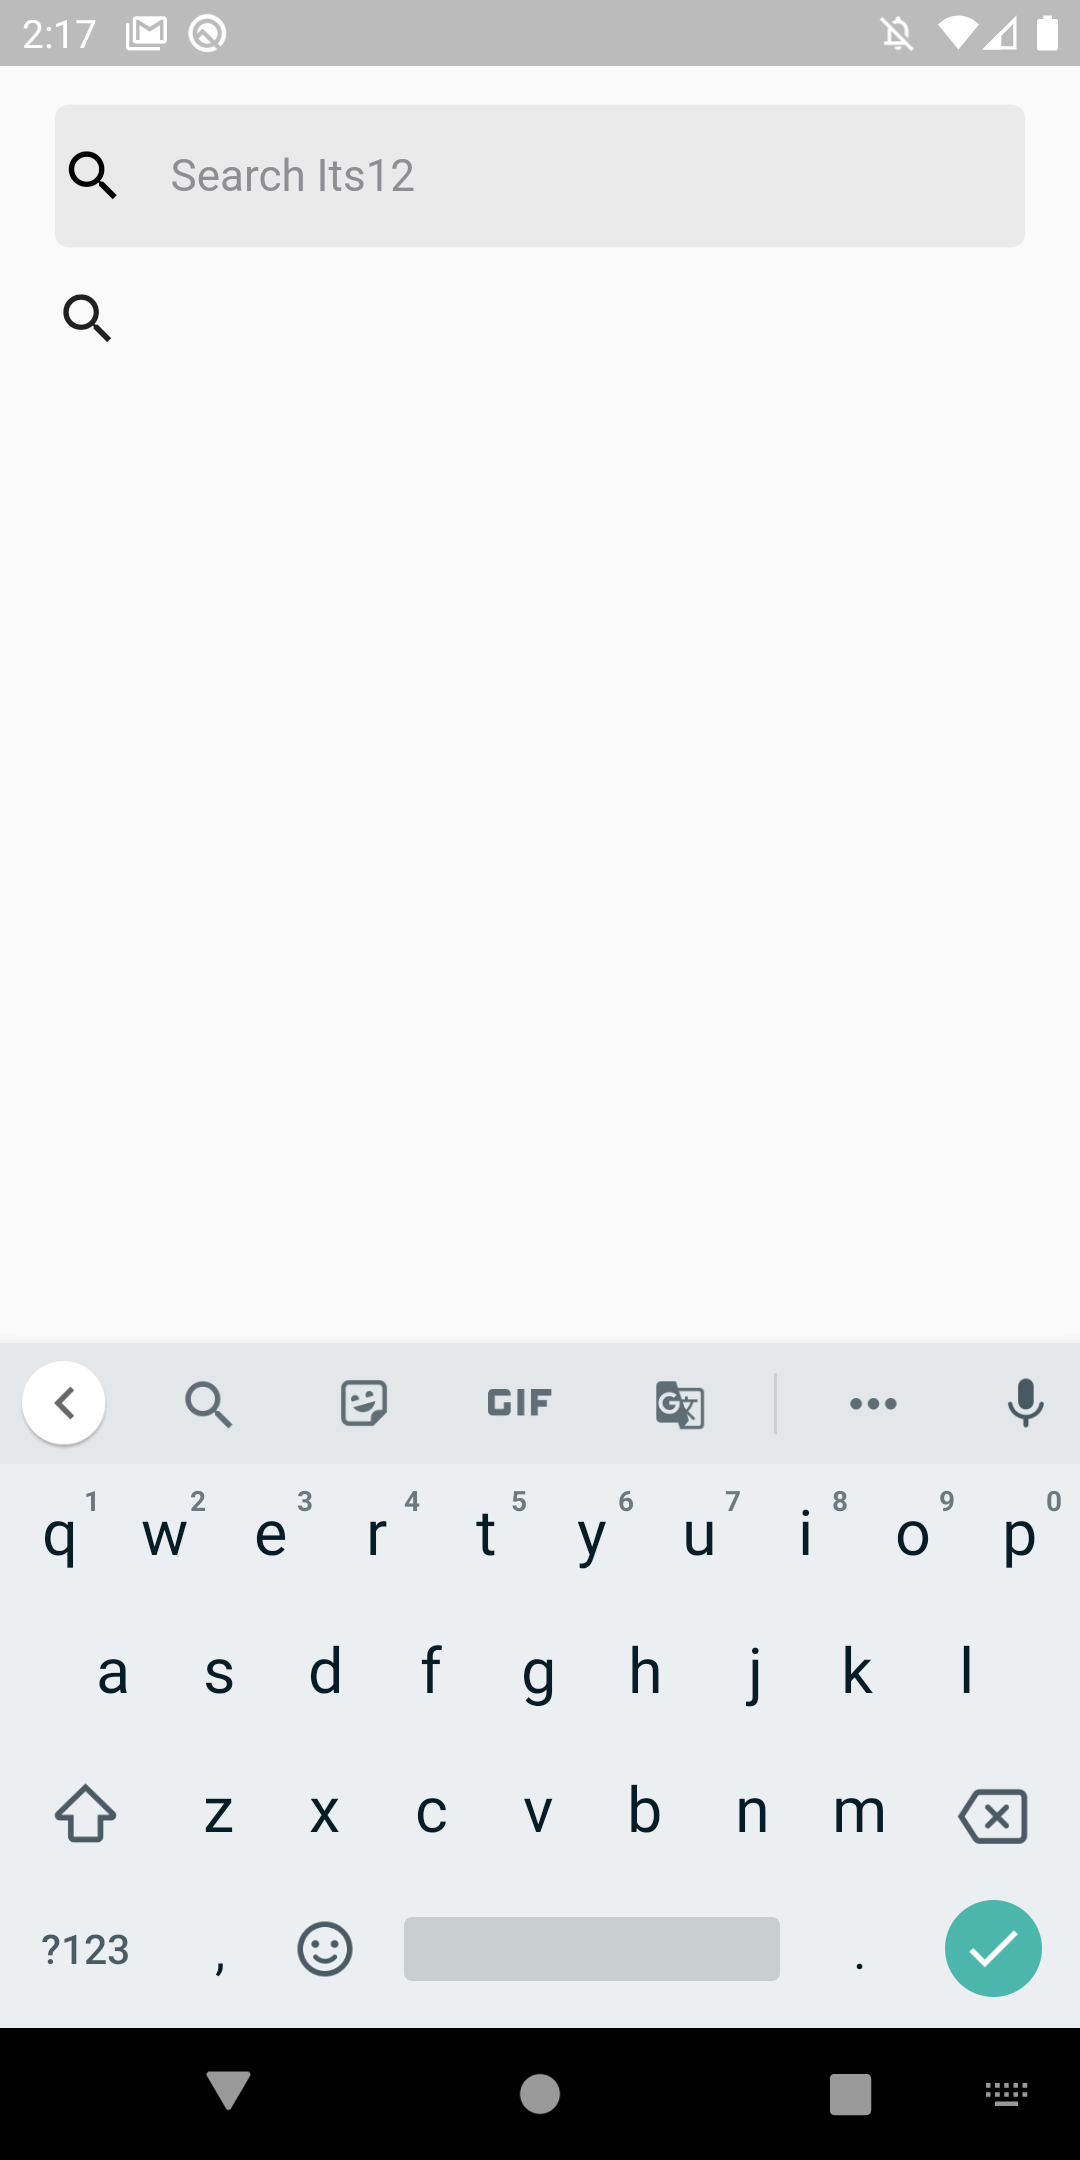 2:17
Search Its12
GIF
1 2 3 4 5 6 7 8 9 0
q w e r t y u i o p
a s d f g h j k l
z x c v b n m
?123 , .